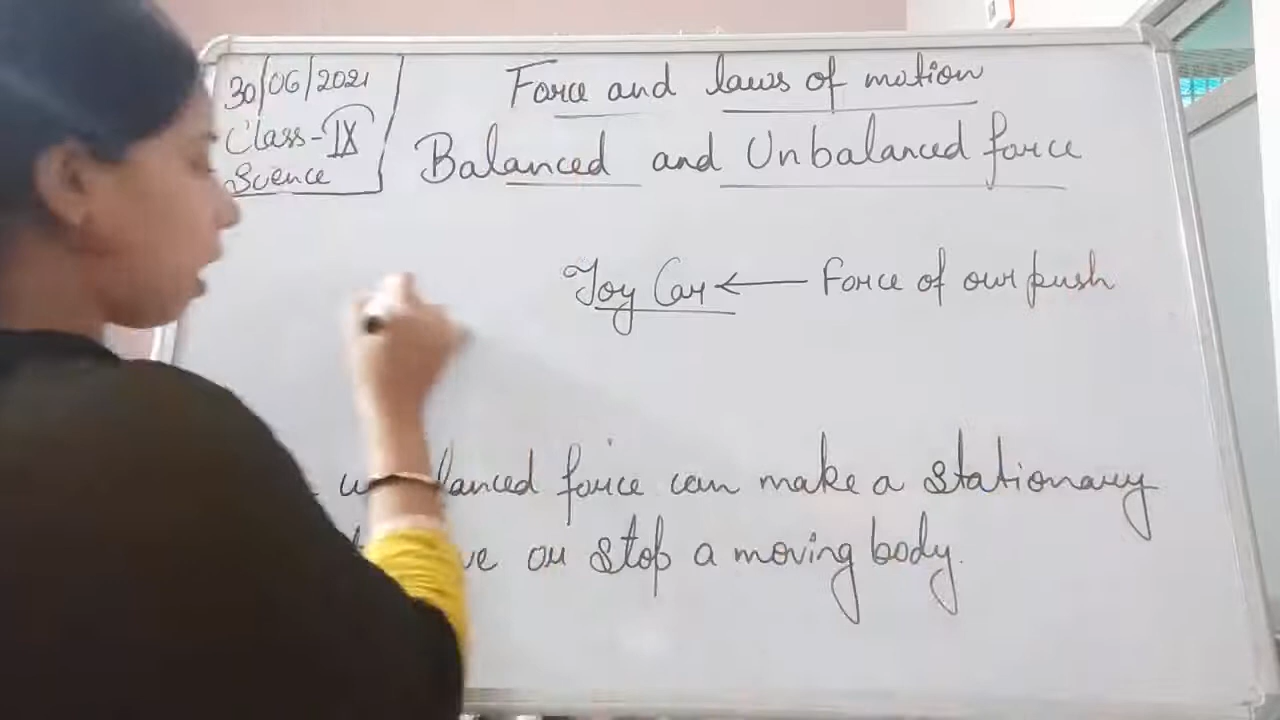 30/06/2021
Class-IX
Science
Force and laws of motion
Balanced and Unbalanced force
Toy Car ← Force of our push
force can make a stationary
or stop a moving body.